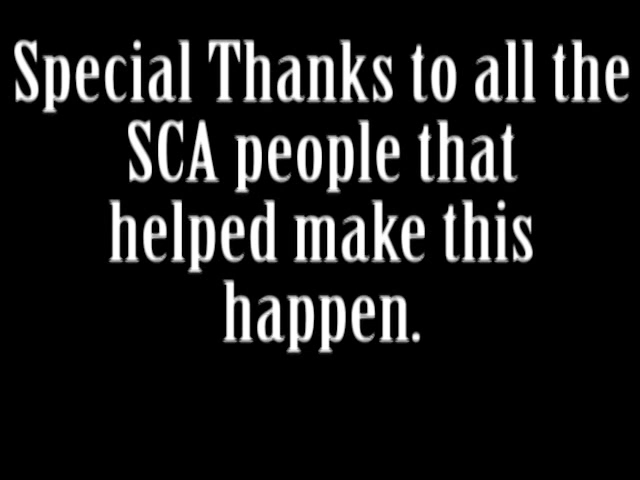 Special Thanks to all the
SCA people that
helped make this
happen.